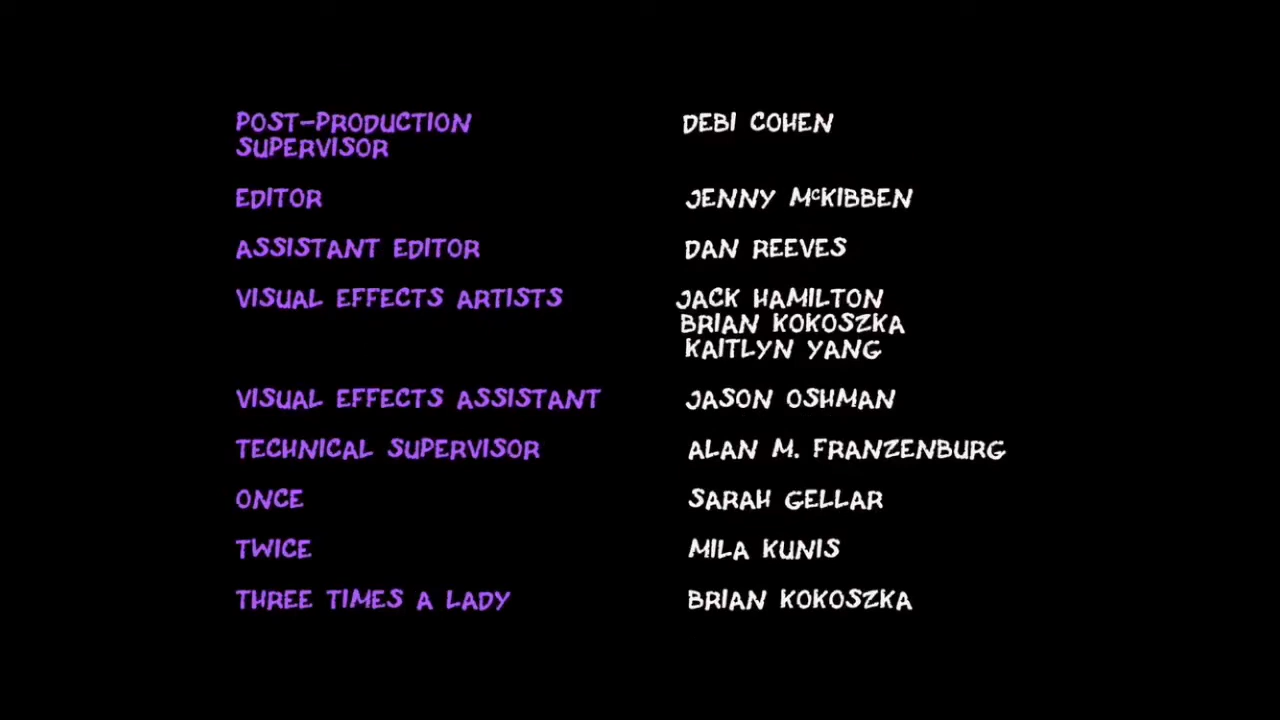 POST-PRODUCTION SUPERVISOR DEBI COHEN
EDITOR JENNY McKIBBEN
ASSISTANT EDITOR DAN REEVES
VISUAL EFFECTS ARTISTS JACK HAMILTON
BRIAN KOKOSZKA
KAITLYN YANG
VISUAL EFFECTS ASSISTANT JASON OSHMAN
TECHNICAL SUPERVISOR ALAN M. FRANZENBURG
ONCE SARAH GELLAR
TWICE MILA KUNIS
THREE TIMES A LADY BRIAN KOKOSZKA